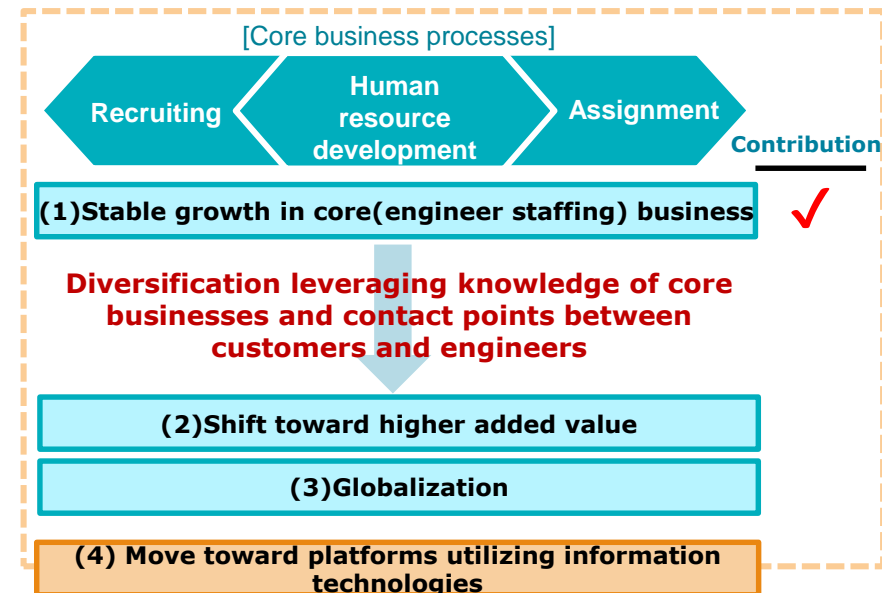 [Core business processes]
Recruiting
Human
resource
development
Assignment
Contribution
(1)Stable growth in core(engineer staffing) business
Diversification leveraging knowledge of core
businesses and contact points between
customers and engineers
(2)Shift toward higher added value
(3)Globalization
(4) Move toward platforms utilizing information
technologies